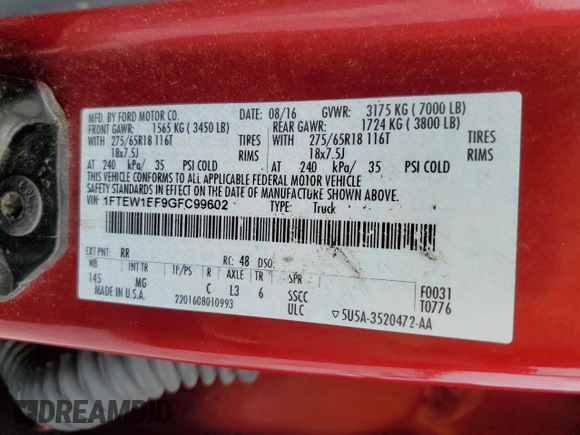 MFD. BY FORD MOTOR CO. DATE: 08/16 GVWR: 3175 KG (7000 LB)
FRONT GAWR: 1565 KG (3450 LB) REAR GAWR: 1724 KG (3800 LB)
WITH 275/65R18 116T TIRES WITH 275/65R18 116T TIRES
18x7.5J RIMS 18x7.5J RIMS
AT 240 kPa/ 35 PSI COLD AT 240 kPa/ 35 PSI COLD
THIS VEHICLE CONFORMS TO ALL APPLICABLE FEDERAL MOTOR VEHICLE
SAFETY STANDARDS IN EFFECT ON THE DATE OF MANUFACTURE SHOWN ABOVE.
VIN: 1FTEW1EF9GFC99602 TYPE: Truck
EXT PNT: RR RC: 48 DSO:
WB INT TR TP/PS R AXLE TR SPR F0031
145 MG C L3 6 SSCC T0776
MADE IN U.S.A. 2201608010993 ULC ▽5U5A-3520472-AA
DREAMBID